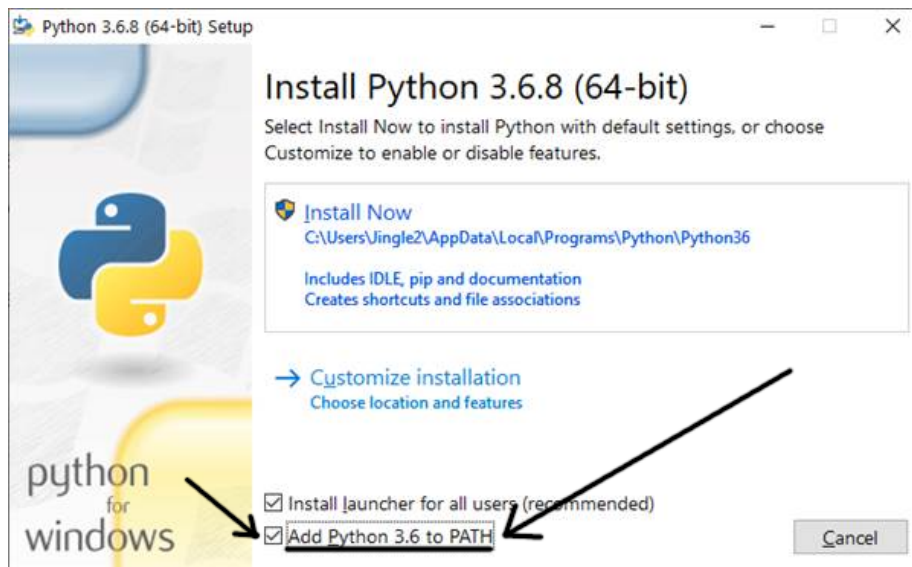 Python 3.6.8 (64-bit) Setup
Install Python 3.6.8 (64-bit)
Select Install Now to install Python with default settings, or choose
Customize to enable or disable features.
Install Now
C:\Users\Jingle2\AppData\Local\Programs\Python\Python36
Includes IDLE, pip and documentation
Creates shortcuts and file associations
Customize installation
Choose location and features
python
for
windows
Install launcher for all users (recommended)
Add Python 3.6 to PATH
Cancel